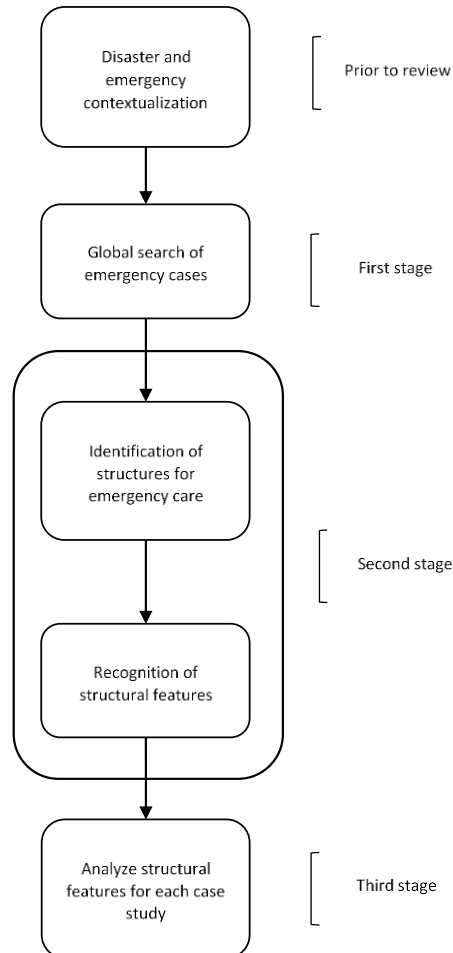 Disaster and
emergency
contextualization
Prior to review
Global search of
emergency cases
First stage
Identification of
structures for
emergency care
Second stage
Recognition of
structural features
Analyze structural
features for each case
study
Third stage